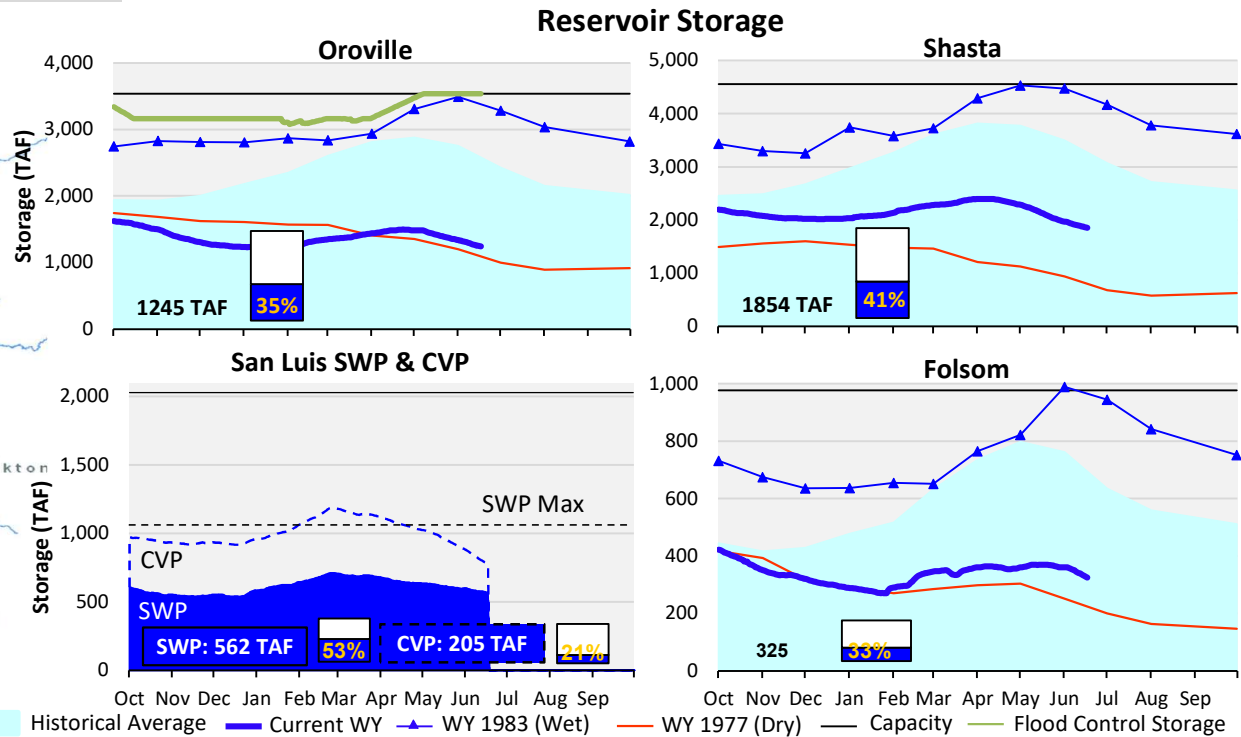 Reservoir Storage
Oroville
Storage (TAF)
4,000
3,000
2,000
1,000
0
1245 TAF
35%
Shasta
5,000
4,000
3,000
2,000
1,000
0
1854 TAF
41%
kton
San Luis SWP & CVP
Storage (TAF)
2,000
1,500
1,000
500
0
SWP Max
CVP
SWP
SWP: 562 TAF
53%
CVP: 205 TAF
21%
Oct Nov Dec Jan Feb Mar Apr May Jun Jul Aug Sep
Folsom
1,000
800
600
400
200
0
325
33%
Oct Nov Dec Jan Feb Mar Apr May Jun Jul Aug Sep
Historical Average Current WY WY 1983 (Wet) WY 1977 (Dry) Capacity Flood Control Storage